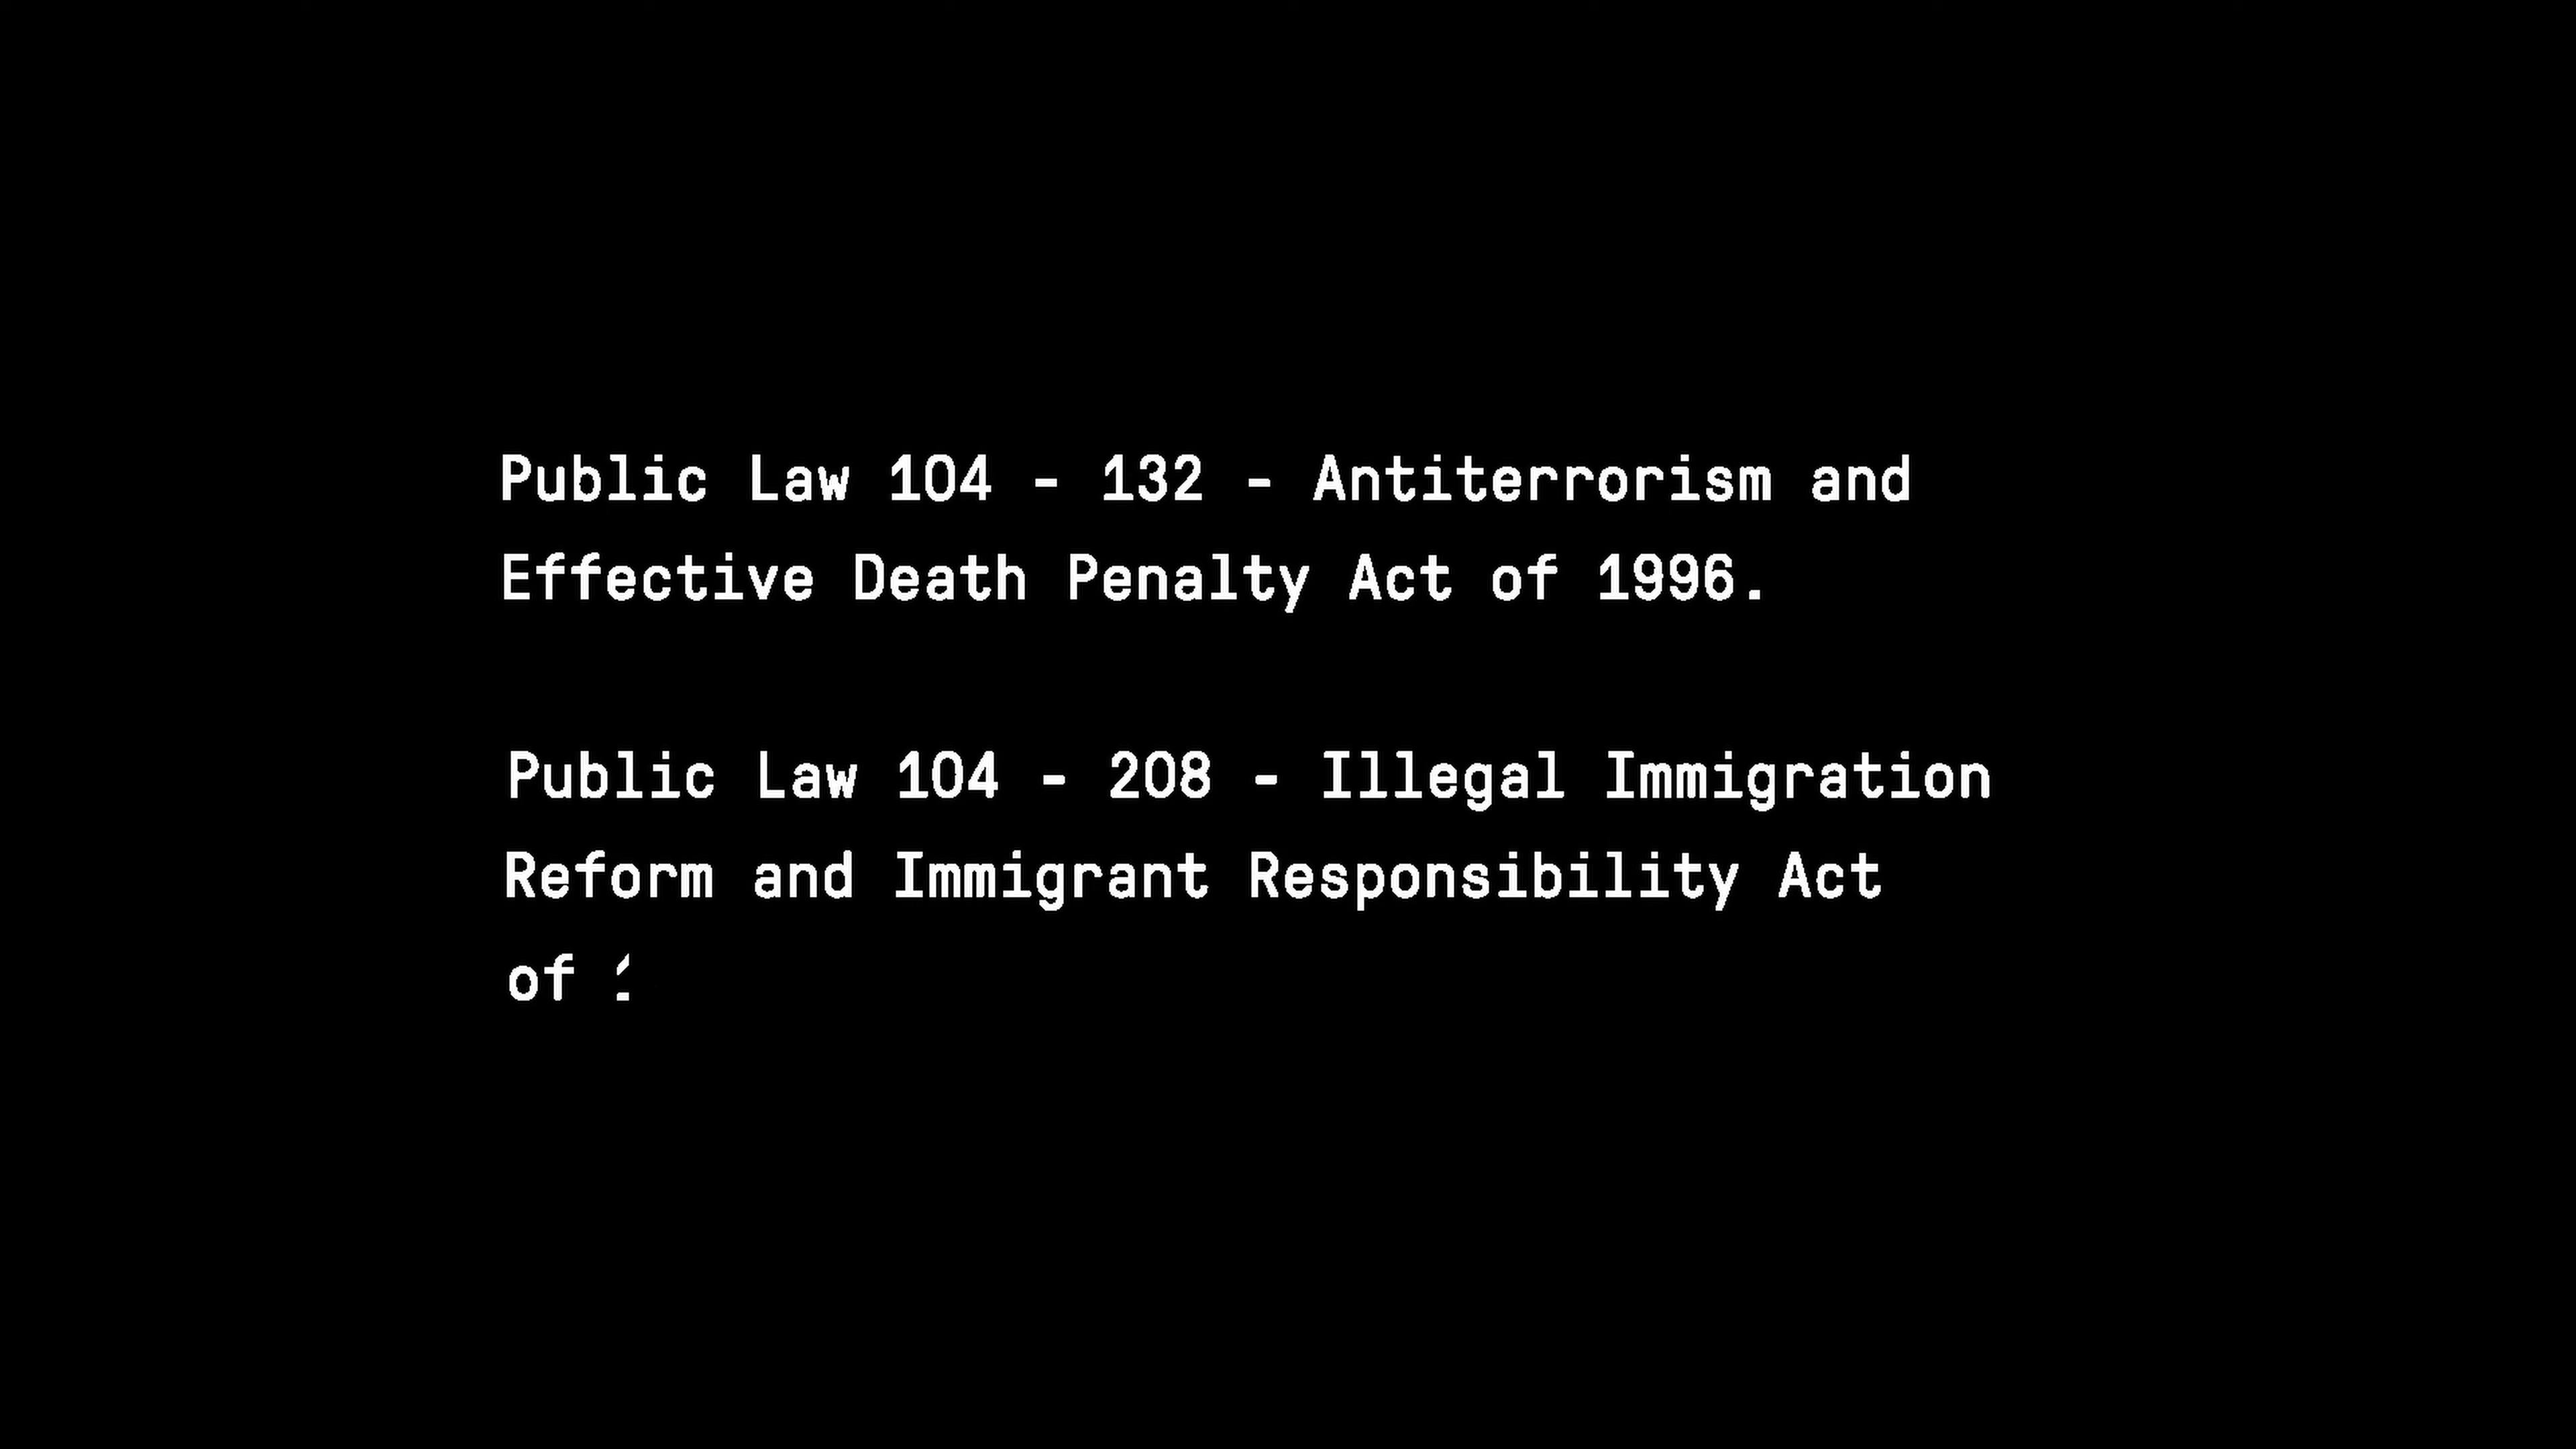 Public Law 104 - 132 - Antiterrorism and
Effective Death Penalty Act of 1996.
Public Law 104 - 208 - Illegal Immigration
Reform and Immigrant Responsibility Act
of